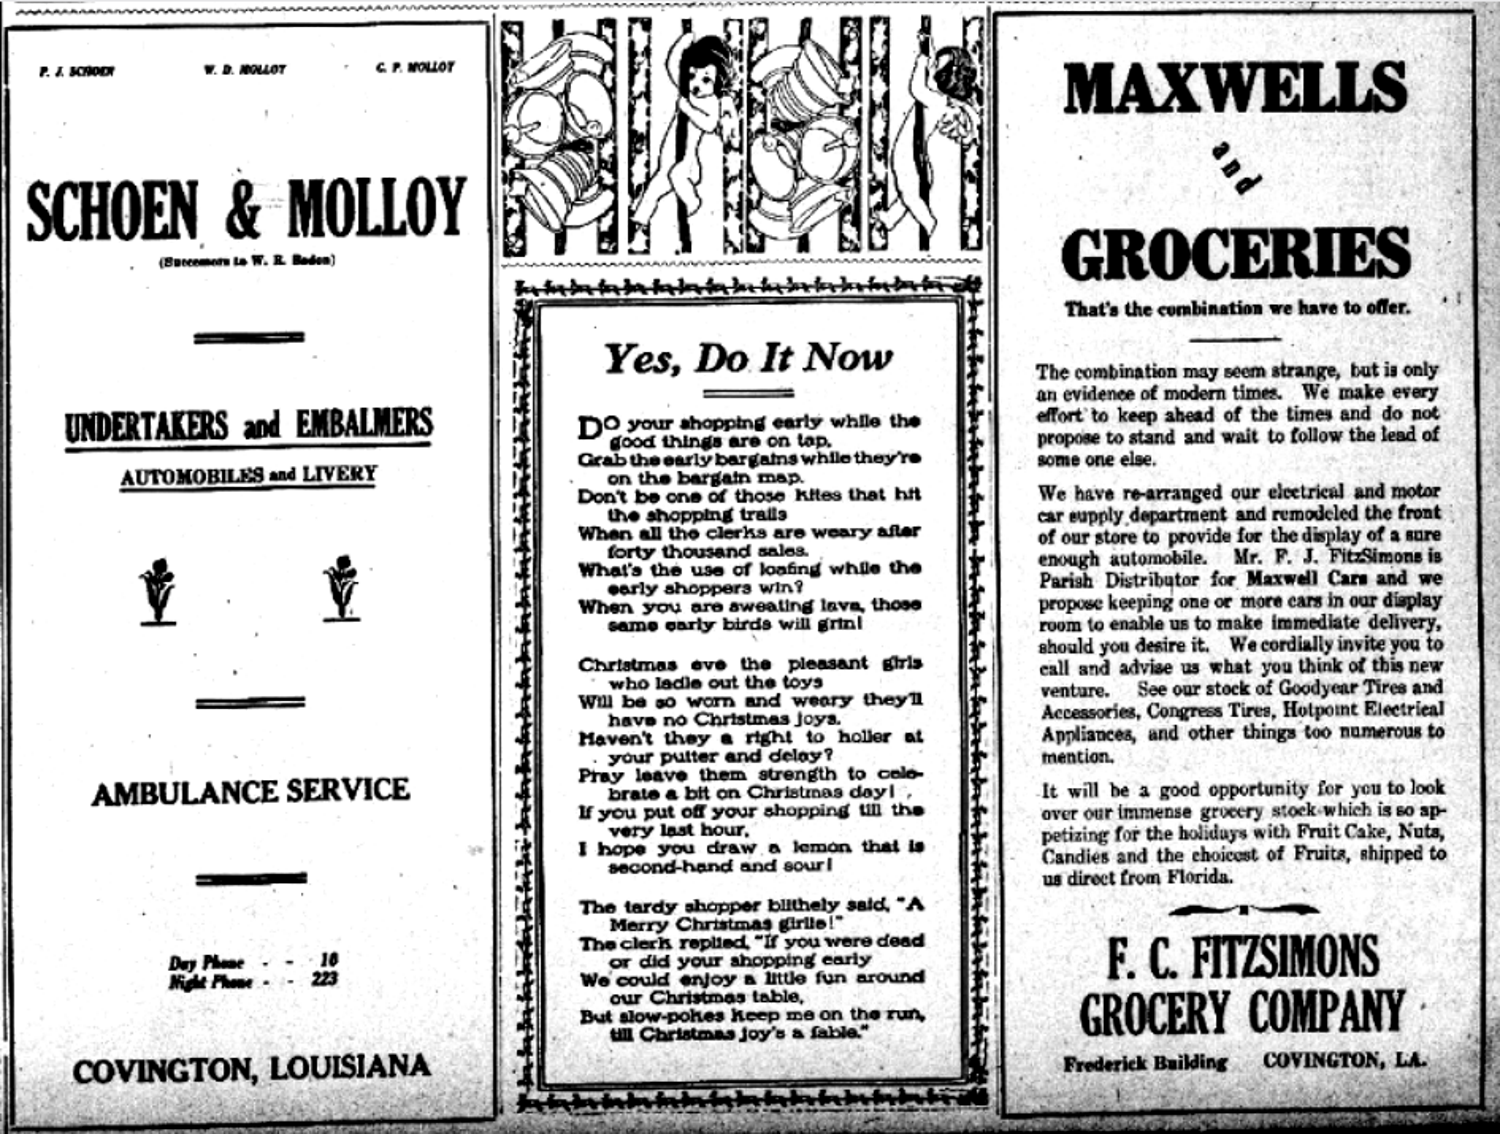 P. J. SCHOEN W. D. MOLLOY C. P. MOLLOY
SCHOEN & MOLLOY
(Successors to W. R. Boden)
UNDERTAKERS and EMBALMERS
AUTOMOBILES and LIVERY
AMBULANCE SERVICE
Day Phone - - 10
Night Phone - - 223
COVINGTON, LOUISIANA
Yes, Do It Now
DO your shopping early while the
good things are on tap,
Grab the early bargains while they're
on the bargain map.
Don't be one of those kites that hit
the shopping trails
When all the clerks are weary after
forty thousand sales.
What's the use of loafing while the
early shoppers win?
When you are sweating lava, those
same early birds will grin!
Christmas eve the pleasant girls
who ladle out the toys
Will be so worn and weary they'll
have no Christmas joys.
Haven't they a right to holler at
your putter and delay?
Pray leave them strength to cele-
brate a bit on Christmas day!
If you put off your shopping till the
very last hour,
I hope you draw a lemon that is
second-hand and sour!
The tardy shopper blithely said, "A
Merry Christmas girlie!"
The clerk replied, "If you were dead
or did your shopping early
We could enjoy a little fun around
our Christmas table,
But slow-pokes keep me on the run,
till Christmas joy's a fable."
MAXWELLS
and
GROCERIES
That's the combination we have to offer.
The combination may seem strange, but is only
an evidence of modern times. We make every
effort to keep ahead of the times and do not
propose to stand and wait to follow the lead of
some one else.
We have re-arranged our electrical and motor
car supply department and remodeled the front
of our store to provide for the display of a sure
enough automobile. Mr. F. J. FitzSimons is
Parish Distributor for Maxwell Cars and we
propose keeping one or more cars in our display
room to enable us to make immediate delivery,
should you desire it. We cordially invite you to
call and advise us what you think of this new
venture. See our stock of Goodyear Tires and
Accessories, Congress Tires, Hotpoint Electrical
Appliances, and other things too numerous to
mention.
It will be a good opportunity for you to look
over our immense grocery stock which is so ap-
petizing for the holidays with Fruit Cake, Nuts,
Candies and the choicest of Fruits, shipped to
us direct from Florida.
F. C. FITZSIMONS
GROCERY COMPANY
Frederick Building COVINGTON, LA.